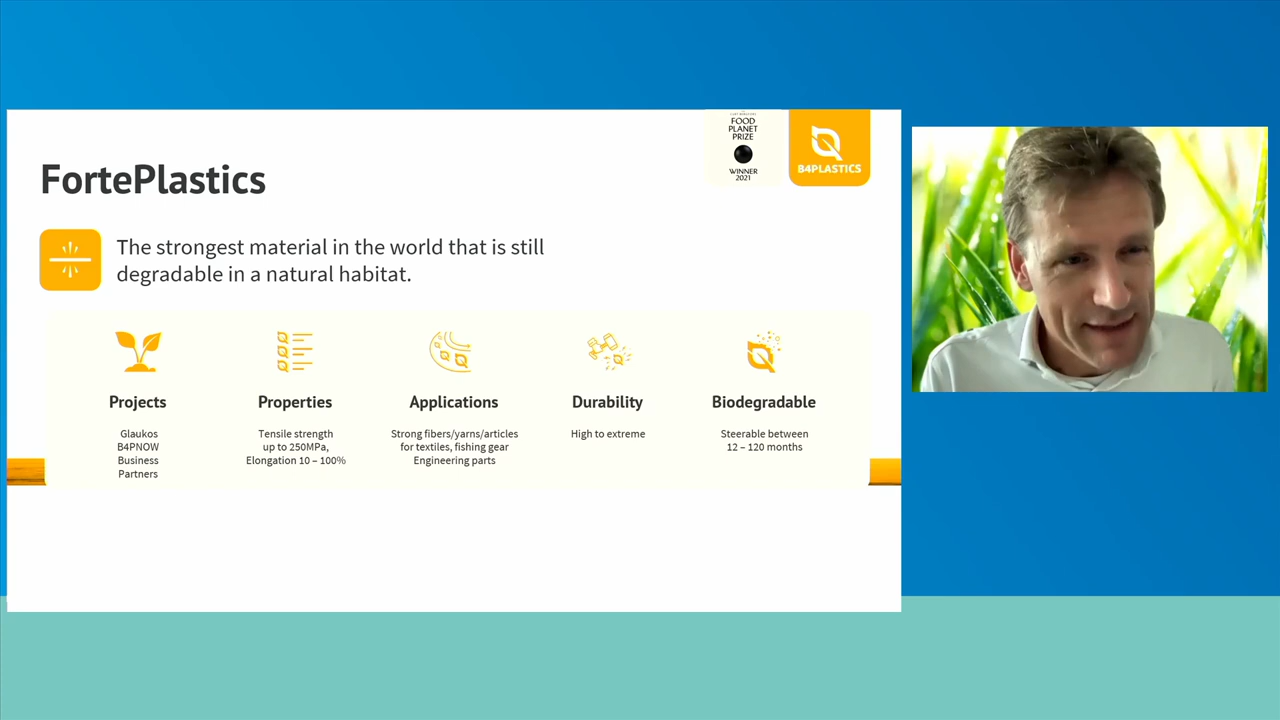 FortePlastics
FOOD
PLANET
PRIZE
WINNER
2021
B4PLASTICS
The strongest material in the world that is still
degradable in a natural habitat.
Projects
Glaukos
B4PNOW
Business
Partners
Properties
Tensile strength
up to 250MPa,
Elongation 10 – 100%
Applications
Strong fibers/yarns/articles
for textiles, fishing gear
Engineering parts
Durability
High to extreme
Biodegradable
Steerable between
12 – 120 months